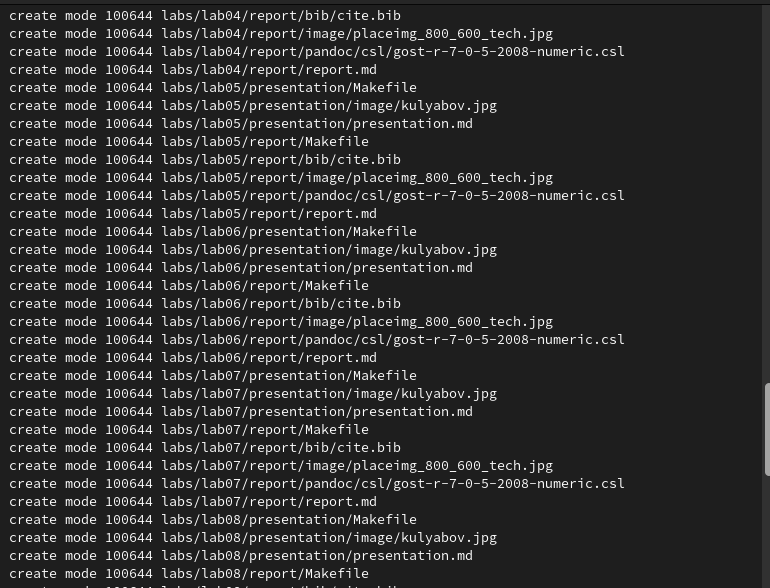 create mode 100644 labs/lab04/report/bib/cite.bib
create mode 100644 labs/lab04/report/image/placeimg_800_600_tech.jpg
create mode 100644 labs/lab04/report/pandoc/csl/gost-r-7-0-5-2008-numeric.csl
create mode 100644 labs/lab04/report/report.md
create mode 100644 labs/lab05/presentation/Makefile
create mode 100644 labs/lab05/presentation/image/kulyabov.jpg
create mode 100644 labs/lab05/presentation/presentation.md
create mode 100644 labs/lab05/report/Makefile
create mode 100644 labs/lab05/report/bib/cite.bib
create mode 100644 labs/lab05/report/image/placeimg_800_600_tech.jpg
create mode 100644 labs/lab05/report/pandoc/csl/gost-r-7-0-5-2008-numeric.csl
create mode 100644 labs/lab05/report/report.md
create mode 100644 labs/lab06/presentation/Makefile
create mode 100644 labs/lab06/presentation/image/kulyabov.jpg
create mode 100644 labs/lab06/presentation/presentation.md
create mode 100644 labs/lab06/report/Makefile
create mode 100644 labs/lab06/report/bib/cite.bib
create mode 100644 labs/lab06/report/image/placeimg_800_600_tech.jpg
create mode 100644 labs/lab06/report/pandoc/csl/gost-r-7-0-5-2008-numeric.csl
create mode 100644 labs/lab06/report/report.md
create mode 100644 labs/lab07/presentation/Makefile
create mode 100644 labs/lab07/presentation/image/kulyabov.jpg
create mode 100644 labs/lab07/presentation/presentation.md
create mode 100644 labs/lab07/report/Makefile
create mode 100644 labs/lab07/report/bib/cite.bib
create mode 100644 labs/lab07/report/image/placeimg_800_600_tech.jpg
create mode 100644 labs/lab07/report/pandoc/csl/gost-r-7-0-5-2008-numeric.csl
create mode 100644 labs/lab07/report/report.md
create mode 100644 labs/lab08/presentation/Makefile
create mode 100644 labs/lab08/presentation/image/kulyabov.jpg
create mode 100644 labs/lab08/presentation/presentation.md
create mode 100644 labs/lab08/report/Makefile